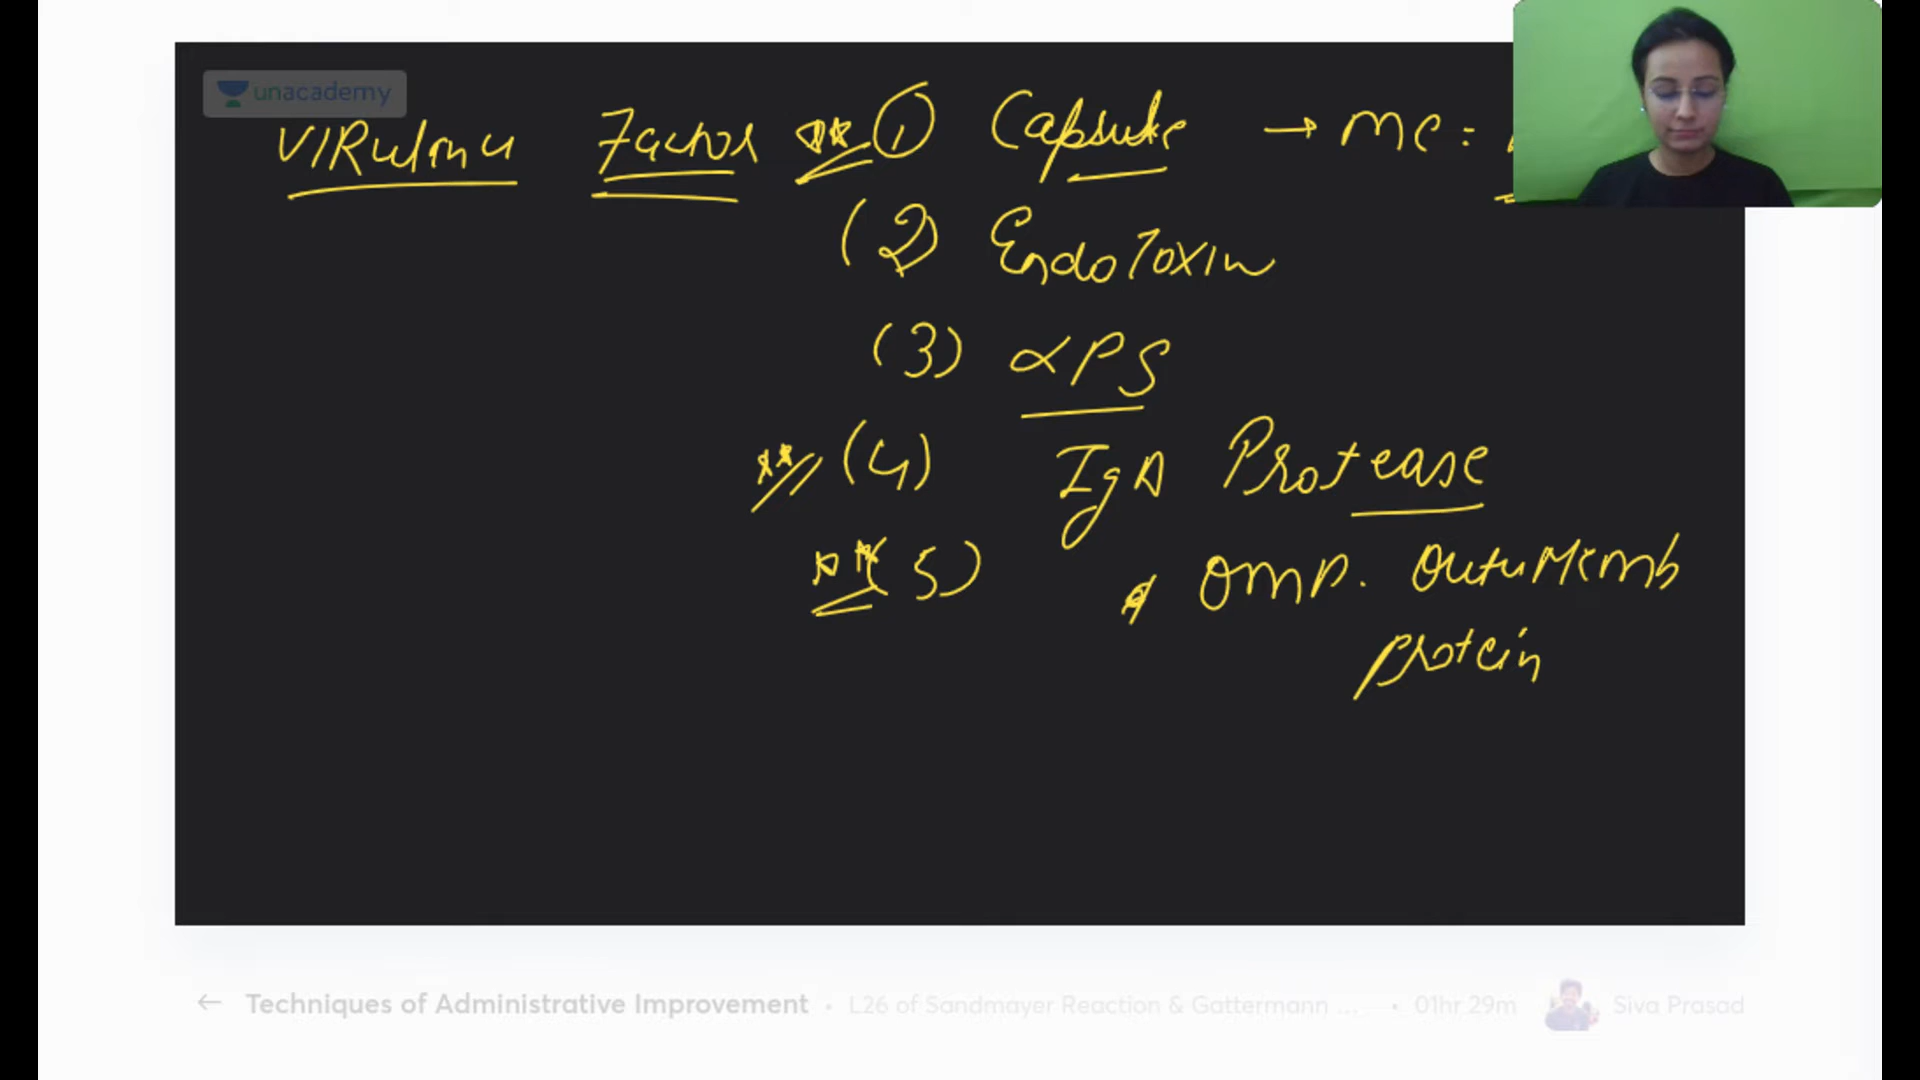 unacademy
VIRulence Factor ** (1) Capsule → MC :
(2) Endotoxin
(3) αPS
** (4) IgA Protease
** (5) OMP. Outer Memb
Protein
← Techniques of Administrative Improvement • L26 of Sandmayer Reaction & Gattermann ... • 01hr 29m Siva Prasad